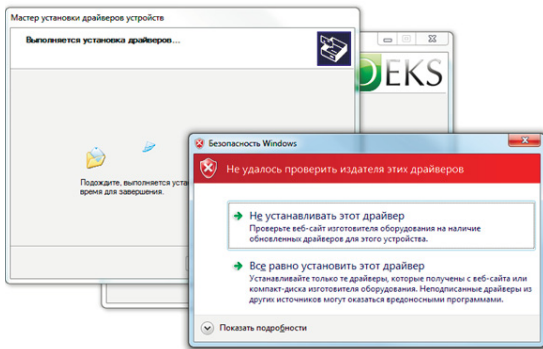 Мастер установки драйверов устройств
Выполняется установка драйверов...
EKS
Подождите, выполняется уста
время для завершения.
Безопасность Windows
Не удалось проверить издателя этих драйверов
Не устанавливать этот драйвер
Проверьте веб-сайт изготовителя оборудования на наличие
обновленных драйверов для этого устройства.
Все равно установить этот драйвер
Устанавливайте только те драйверы, которые получены с веб-сайта или
компакт-диска изготовителя оборудования. Неподписанные драйверы из
других источников могут оказаться вредоносными программами.
Показать подробности